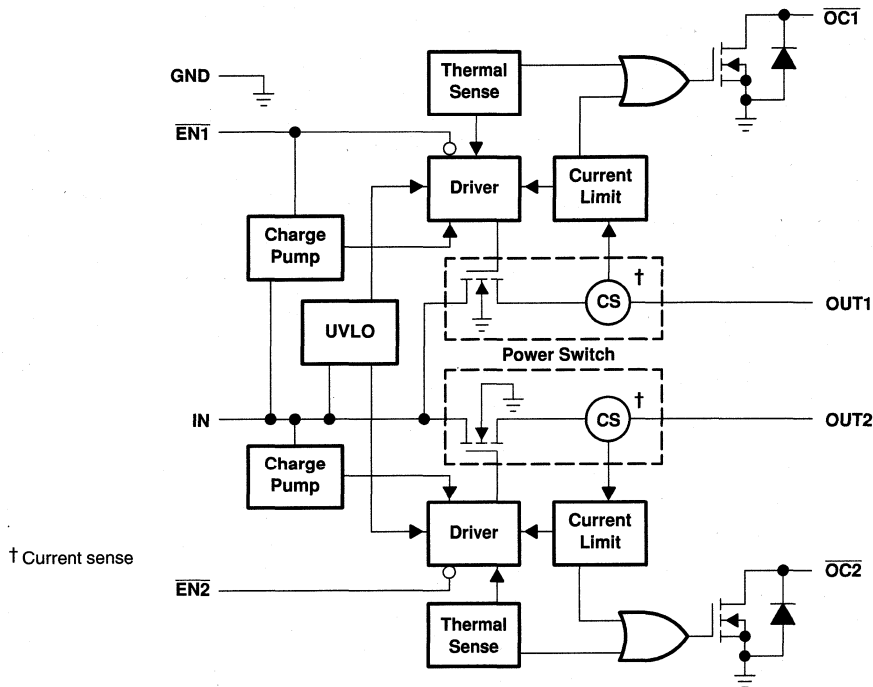 OC1
GND
Thermal
Sense
EN1
Driver
Current
Limit
Charge
Pump
†
CS
OUT1
UVLO
Power Switch
†
IN
CS
OUT2
Charge
Pump
Driver
Current
Limit
† Current sense
OC2
EN2
Thermal
Sense